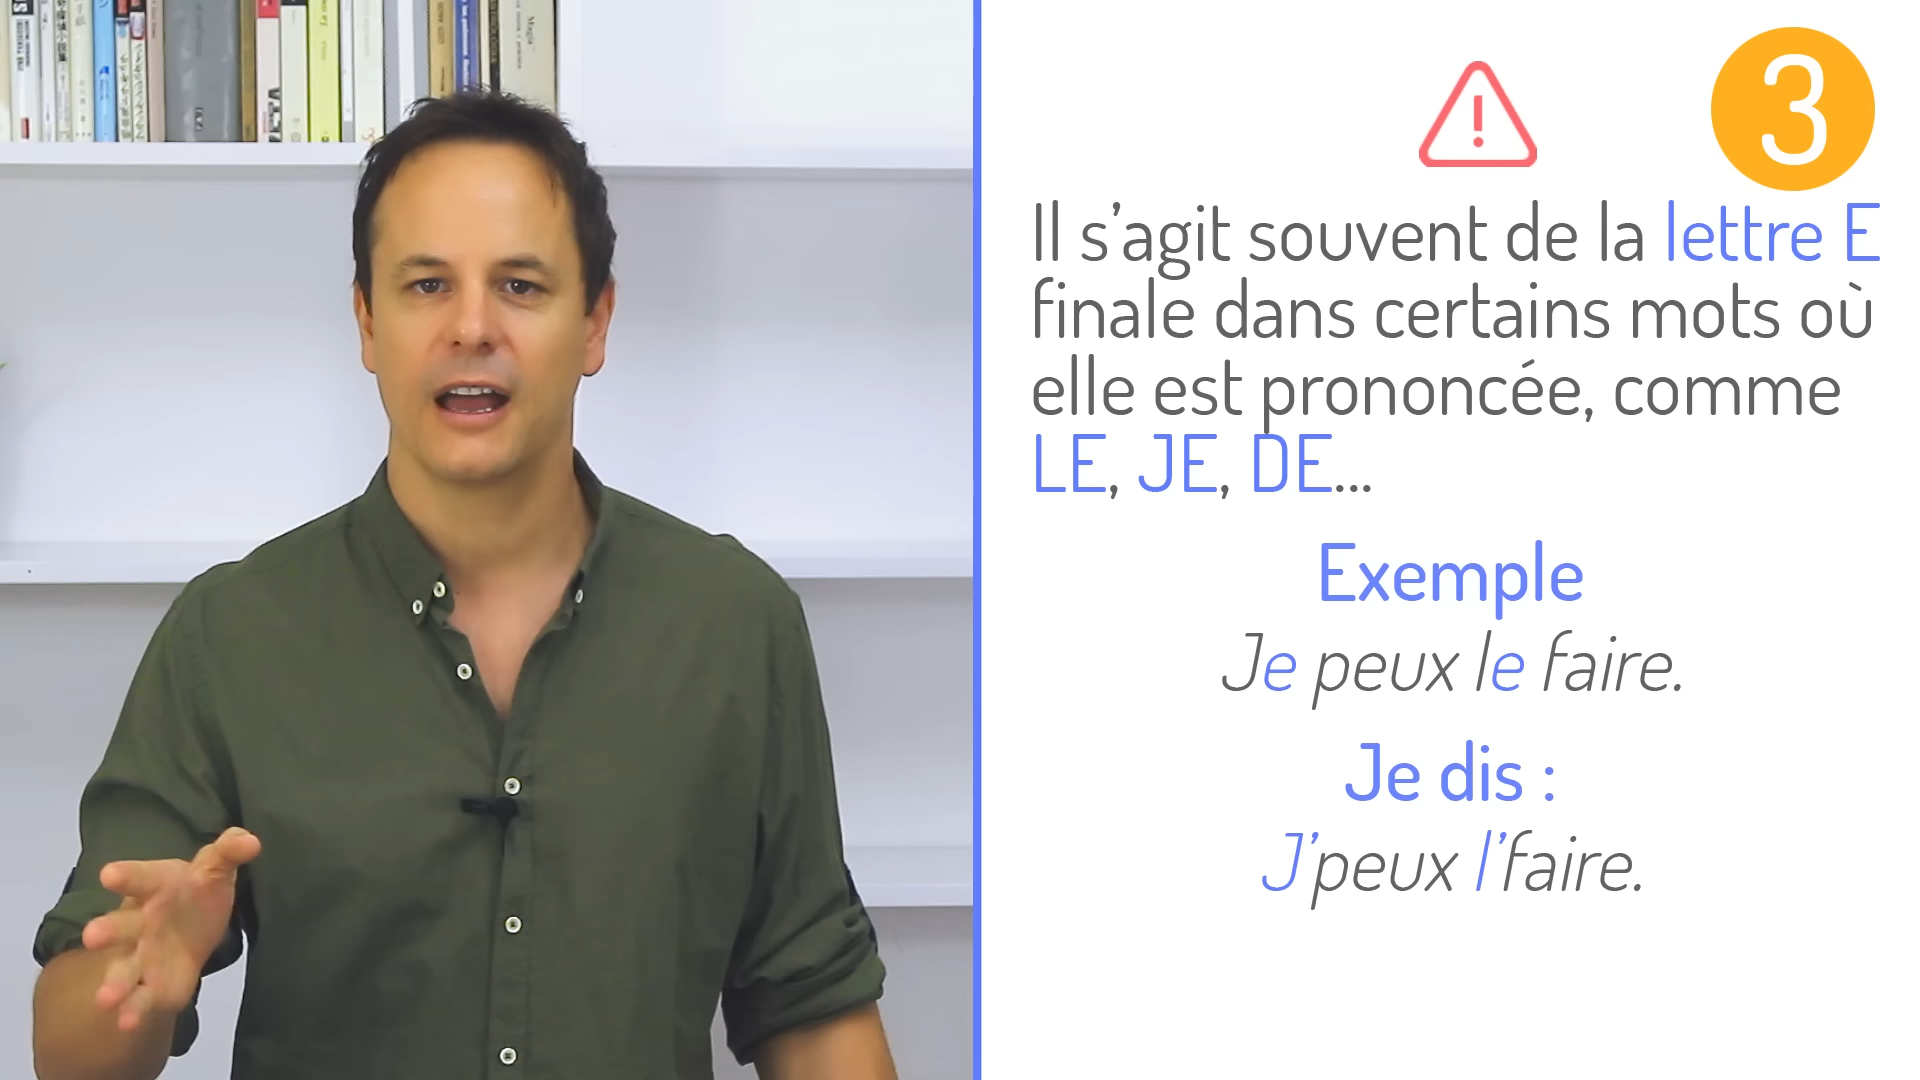 3
Il s’agit souvent de la lettre E
finale dans certains mots où
elle est prononcée, comme
LE, JE, DE...
Exemple
Je peux le faire.
Je dis :
J’peux l’faire.